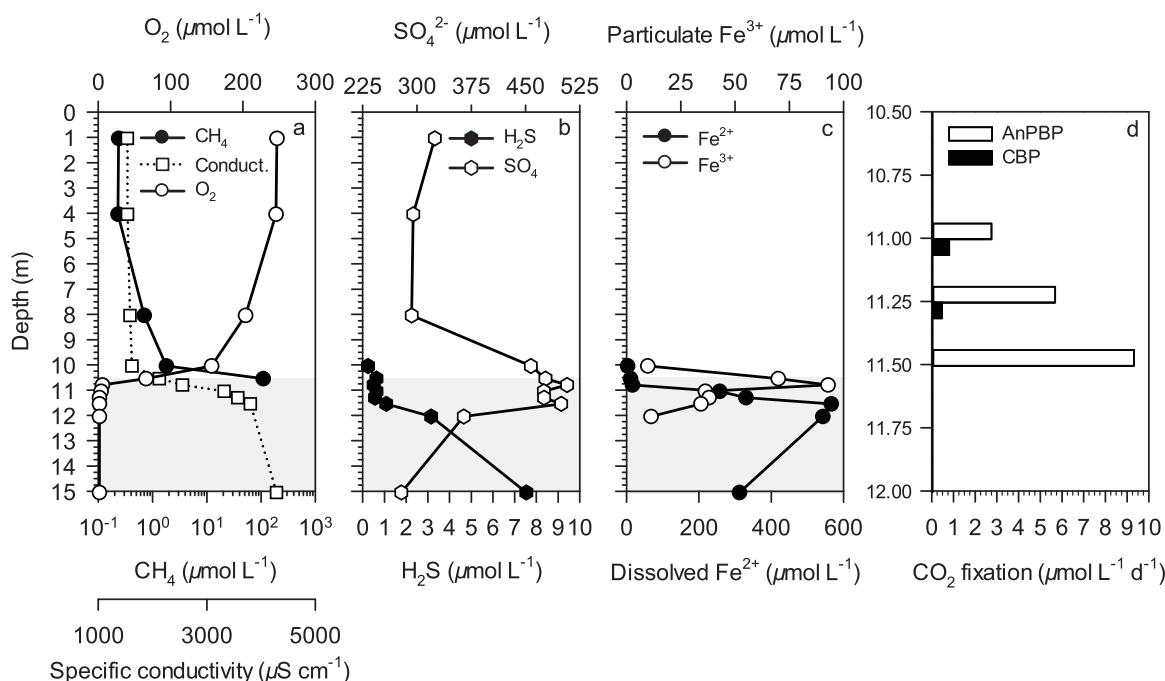 O₂ (µmol L⁻¹) SO₄²⁻ (µmol L⁻¹) Particulate Fe³⁺ (µmol L⁻¹)
0 100 200 300 225 300 375 450 525 0 25 50 75 100
a b c d
CH₄
Conduct.
O₂
H₂S
SO₄
Fe²⁺
Fe³⁺
AnPBP
CBP
Depth (m)
0
1
2
3
4
5
6
7
8
9
10
11
12
13
14
15
10.50
10.75
11.00
11.25
11.50
11.75
12.00
10⁻¹ 10⁰ 10¹ 10² 10³ 0 1 2 3 4 5 6 7 8 9 10 0 200 400 600 0 1 2 3 4 5 6 7 8 9 10
CH₄ (µmol L⁻¹) H₂S (µmol L⁻¹) Dissolved Fe²⁺ (µmol L⁻¹) CO₂ fixation (µmol L⁻¹ d⁻¹)
1000 3000 5000
Specific conductivity (µS cm⁻¹)